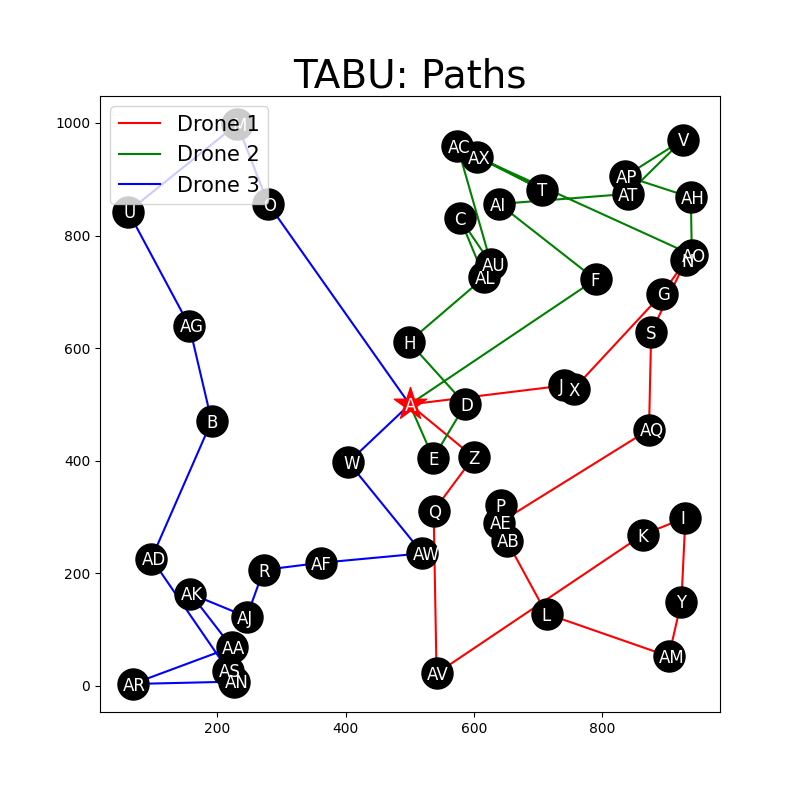 TABU: Paths
1000
800
600
400
200
0
200
400
600
800
Drone 1
Drone 2
Drone 3
M
U
O
AC
AX
V
AP
AT
T
AH
AI
C
AO
N
AU
AL
F
G
S
AG
H
J
X
D
A
B
AQ
W
E
Z
Q
P
AE
AB
I
K
AD
AW
AF
R
AK
Y
AJ
L
AA
AM
AS
AN
AR
AV